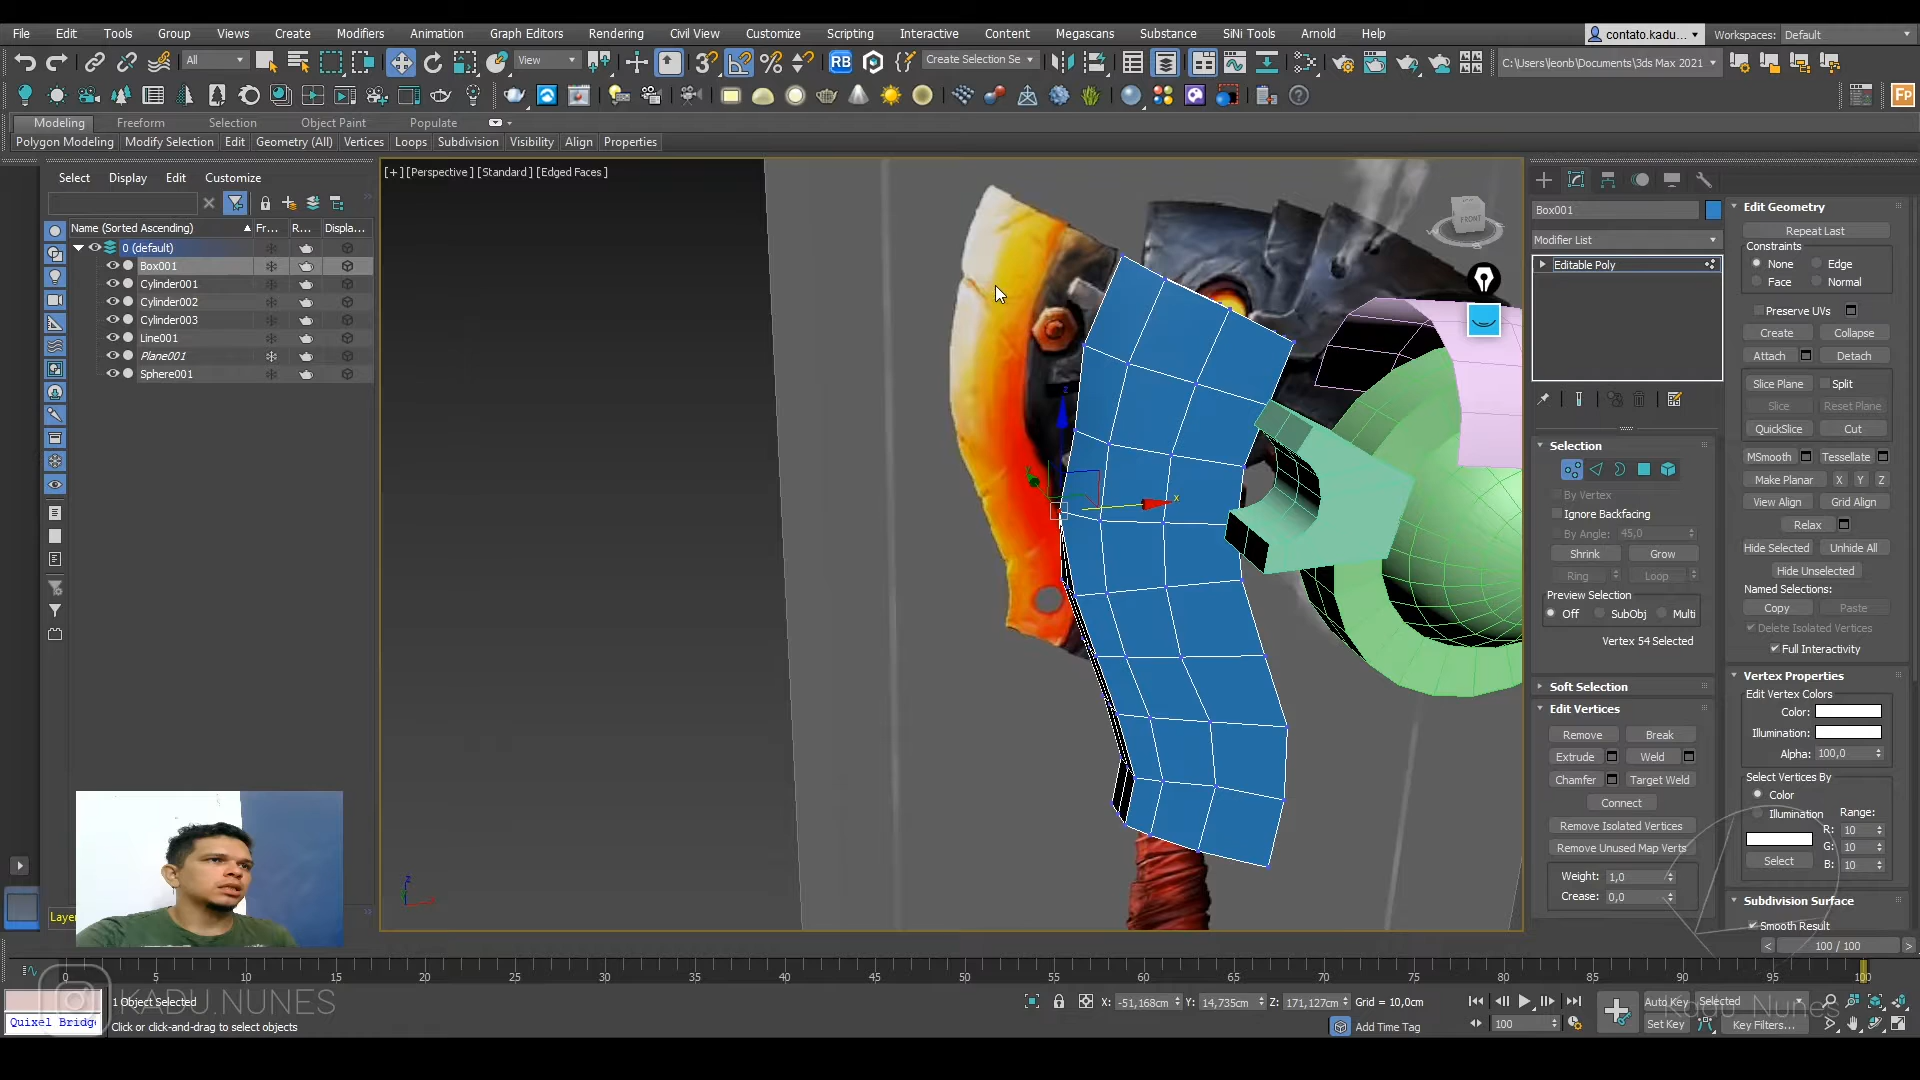 File Edit Tools Group Views Create Modifiers Animation Graph Editors Rendering Civil View Customize Scripting Interactive Content Megascans Substance SiNi Tools Arnold Help contato.kadu... Workspaces: Default
All View Create Selection Se C:\Users\leonb\Documents\3ds Max 2021
RB Fp
Modeling Freeform Selection Object Paint Populate
Polygon Modeling Modify Selection Edit Geometry (All) Vertices Loops Subdivision Visibility Align Properties
Select Display Edit Customize
Name (Sorted Ascending) Fr... R... Displa...
0 (default)
Box001
Cylinder001
Cylinder002
Cylinder003
Line001
Plane001
Sphere001
Laye
[+] [Perspective] [Standard] [Edged Faces]
FRONT
z
x
Box001
Modifier List
Editable Poly
Selection
By Vertex
Ignore Backfacing
By Angle: 45,0
Shrink Grow
Ring Loop
Preview Selection
Off SubObj Multi
Vertex 54 Selected
Soft Selection
Edit Vertices
Remove Break
Extrude Weld
Chamfer Target Weld
Connect
Remove Isolated Vertices
Remove Unused Map Verts
Weight: 1,0
Crease: 0,0
Edit Geometry
Repeat Last
Constraints
None Edge
Face Normal
Preserve UVs
Create Collapse
Attach Detach
Slice Plane Split
Slice Reset Plane
QuickSlice Cut
MSmooth Tessellate
Make Planar X Y Z
View Align Grid Align
Relax
Hide Selected Unhide All
Hide Unselected
Named Selections:
Copy Paste
Delete Isolated Vertices
Full Interactivity
Vertex Properties
Edit Vertex Colors
Color:
Illumination:
Alpha: 100,0
Select Vertices By
Color
Illumination Range:
R: 10
G: 10
B: 10
Select
Subdivision Surface
Smooth Result
< 100 / 100 >
0 5 10 15 20 25 30 35 40 45 50 55 60 65 70 75 80 85 90 95 100
KADU.NUNES
1 Object Selected
Quixel Bridg
Click or click-and-drag to select objects
X: -51,168cm Y: 14,735cm Z: 171,127cm Grid = 10,0cm
Add Time Tag
100
Auto Key Selected
Set Key Key Filters...
Kadu Nunes